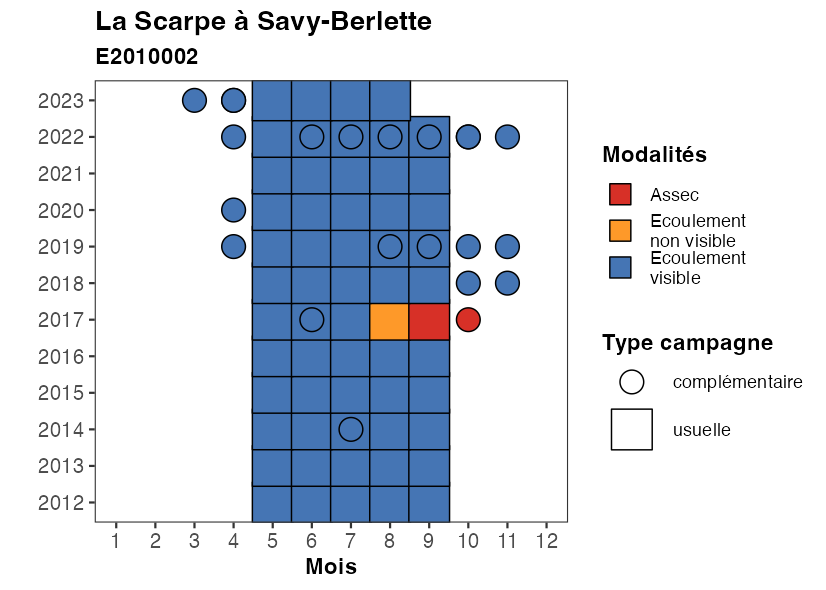 La Scarpe à Savy-Berlette
E2010002
2023
2022
2021
2020
2019
2018
2017
2016
2015
2014
2013
2012
1 2 3 4 5 6 7 8 9 10 11 12
Mois
Modalités
Assec
Ecoulement
non visible
Ecoulement
visible
Type campagne
complémentaire
usuelle